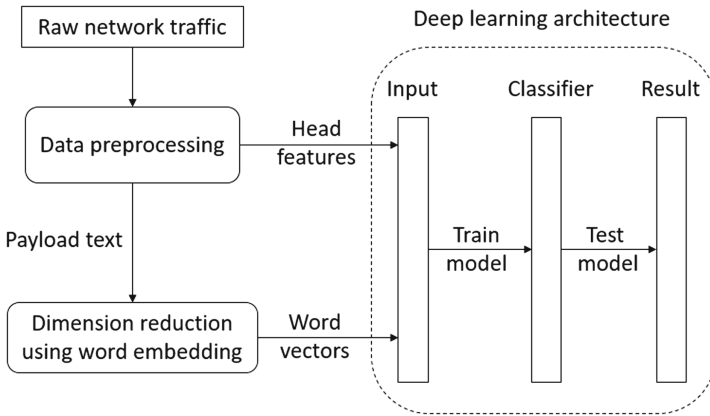 Deep learning architecture
Raw network traffic
Input
Classifier
Result
Data preprocessing
Head
features
Payload text
Train
model
Test
model
Dimension reduction
using word embedding
Word
vectors